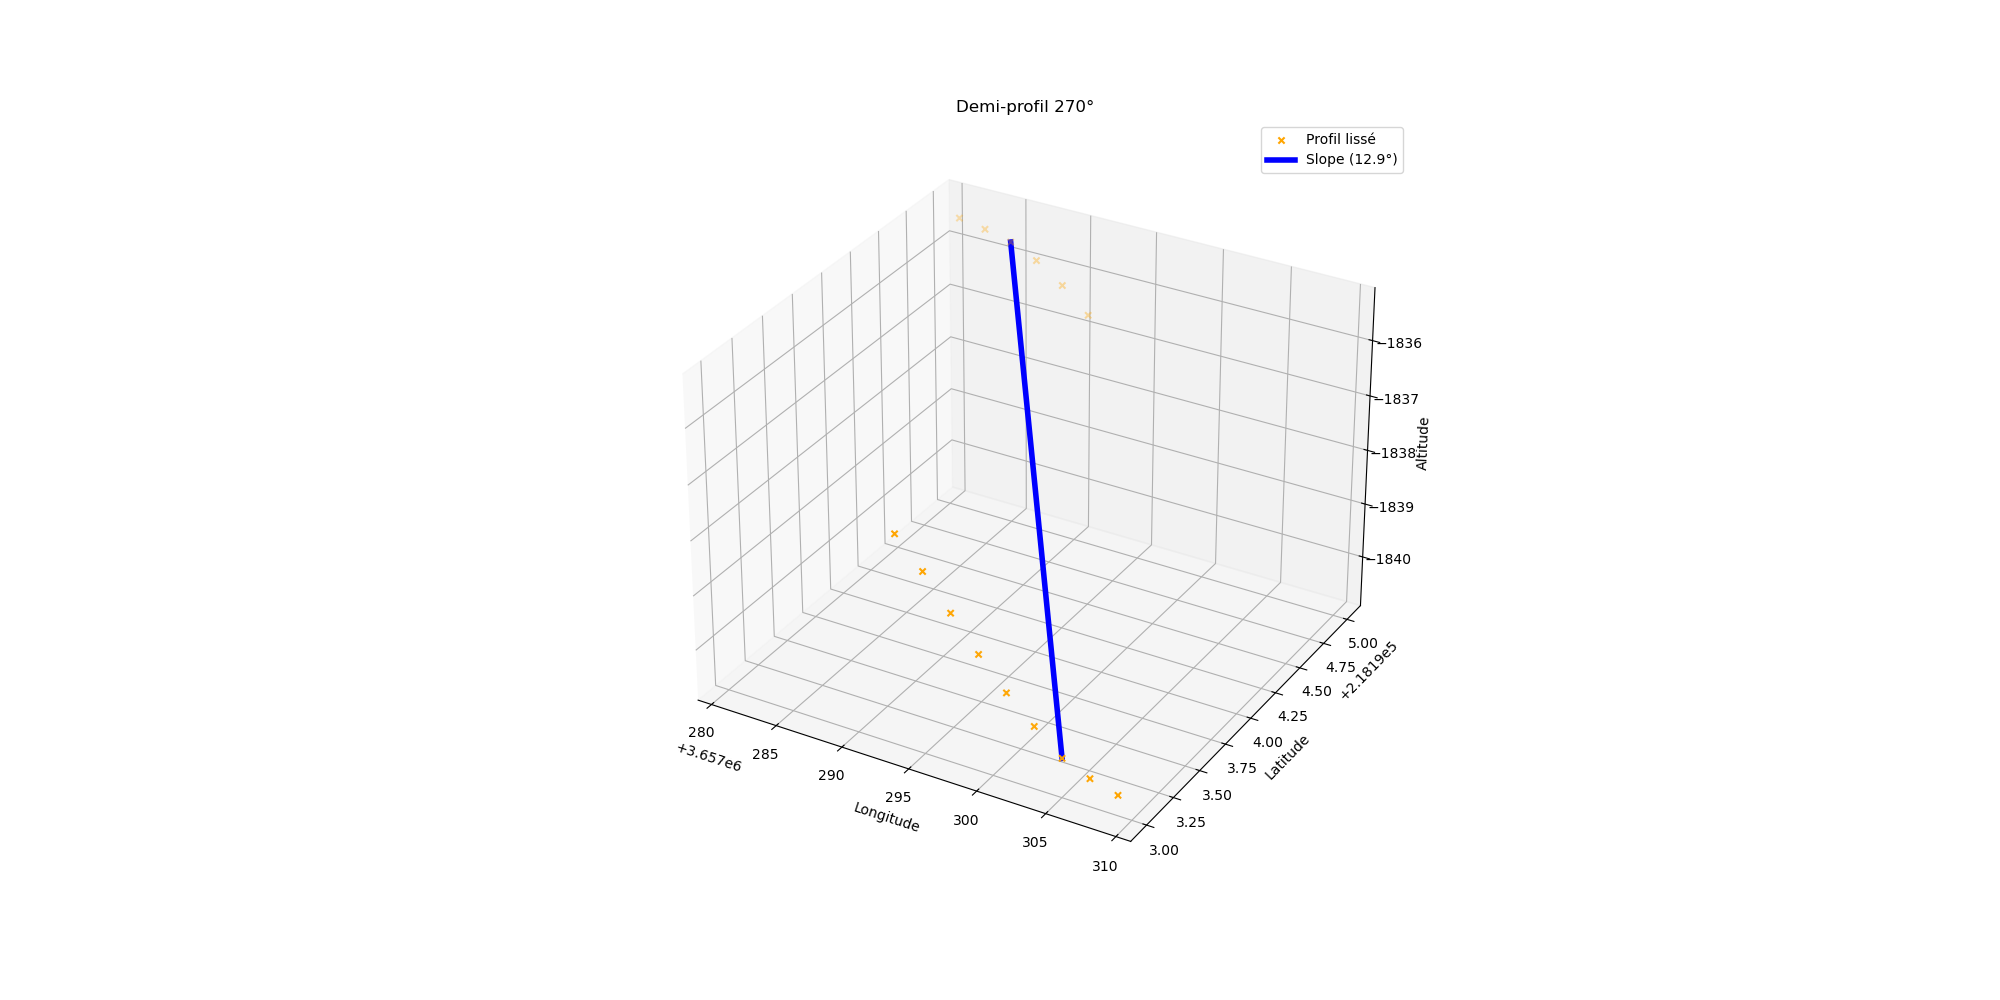 Demi-profil 270°
Profil lissé
Slope (12.9°)
−1836
−1837
−1838
−1839
−1840
Altitude
5.00
4.75
4.50
4.25
4.00
3.75
3.50
3.25
3.00
+2.1819e5
Latitude
280
285
290
295
300
305
310
+3.657e6
Longitude